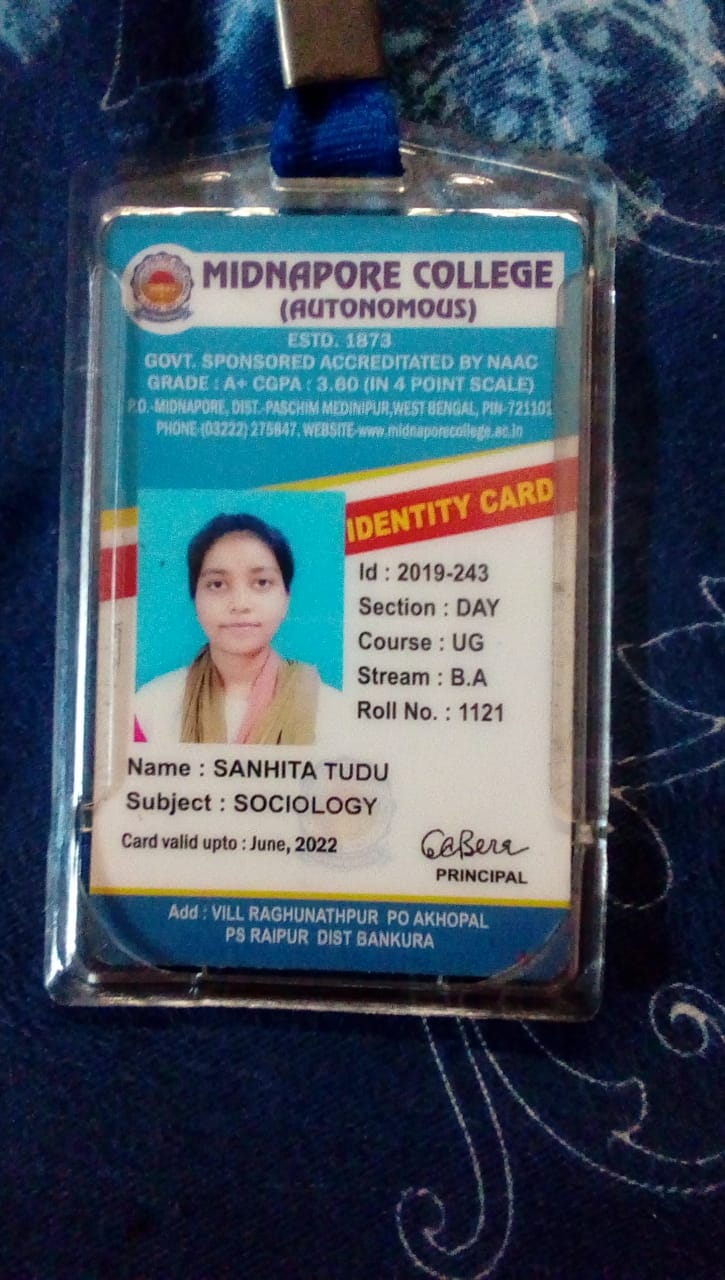 MIDNAPORE COLLEGE
(AUTONOMOUS)
ESTD. 1873
GOVT. SPONSORED ACCREDITATED BY NAAC
GRADE : A+ CGPA : 3.60 (IN 4 POINT SCALE)
P.O.-MIDNAPORE, DIST.-PASCHIM MEDINIPUR,WEST BENGAL, PIN-721101
PHONE-(03222) 275847, WEBSITE-www.midnaporecollege.ac.in
IDENTITY CARD
Id : 2019-243
Section : DAY
Course : UG
Stream : B.A
Roll No. : 1121
Name : SANHITA TUDU
Subject : SOCIOLOGY
Card valid upto : June, 2022
PRINCIPAL
Add : VILL RAGHUNATHPUR PO AKHOPAL
PS RAIPUR DIST BANKURA